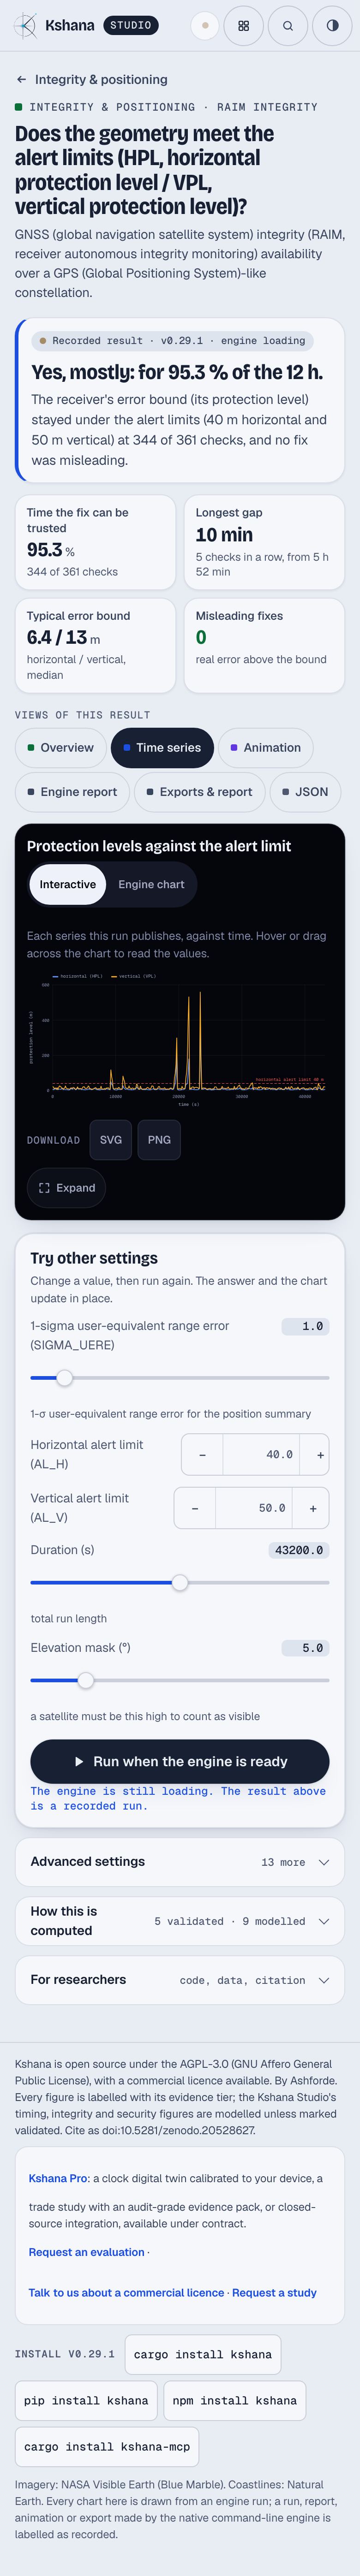 Kshana STUDIO
← Integrity & positioning
INTEGRITY & POSITIONING · RAIM INTEGRITY
Does the geometry meet the
alert limits (HPL, horizontal
protection level / VPL,
vertical protection level)?
GNSS (global navigation satellite system) integrity (RAIM,
receiver autonomous integrity monitoring) availability
over a GPS (Global Positioning System)-like
constellation.
Recorded result · v0.29.1 · engine loading
Yes, mostly: for 95.3 % of the 12 h.
The receiver's error bound (its protection level)
stayed under the alert limits (40 m horizontal and
50 m vertical) at 344 of 361 checks, and no fix
was misleading.
Time the fix can be
trusted
95.3 %
344 of 361 checks
Longest gap
10 min
5 checks in a row, from 5 h
52 min
Typical error bound
6.4 / 13 m
horizontal / vertical,
median
Misleading fixes
0
real error above the bound
VIEWS OF THIS RESULT
Overview
Time series
Animation
Engine report
Exports & report
JSON
Protection levels against the alert limit
Interactive
Engine chart
Each series this run publishes, against time. Hover or drag
across the chart to read the values.
horizontal (HPL) vertical (VPL)
protection level (m)
600
400
200
0
horizontal alert limit 40 m
0 10000 20000 30000 40000
time (s)
DOWNLOAD SVG PNG
Expand
Try other settings
Change a value, then run again. The answer and the chart
update in place.
1-sigma user-equivalent range error
(SIGMA_UERE)
1.0
1-σ user-equivalent range error for the position summary
Horizontal alert limit
(AL_H)
− 40.0 +
Vertical alert limit
(AL_V)
− 50.0 +
Duration (s) 43200.0
total run length
Elevation mask (°) 5.0
a satellite must be this high to count as visible
Run when the engine is ready
The engine is still loading. The result above
is a recorded run.
Advanced settings 13 more
How this is
computed
5 validated · 9 modelled
For researchers code, data, citation
Kshana is open source under the AGPL-3.0 (GNU Affero General
Public License), with a commercial licence available. By Ashforde.
Every figure is labelled with its evidence tier; the Kshana Studio's
timing, integrity and security figures are modelled unless marked
validated. Cite as doi:10.5281/zenodo.20528627.
Kshana Pro: a clock digital twin calibrated to your device, a
trade study with an audit-grade evidence pack, or closed-
source integration, available under contract.
Request an evaluation ·
Talk to us about a commercial licence · Request a study
INSTALL V0.29.1 cargo install kshana
pip install kshana npm install kshana
cargo install kshana-mcp
Imagery: NASA Visible Earth (Blue Marble). Coastlines: Natural
Earth. Every chart here is drawn from an engine run; a run, report,
animation or export made by the native command-line engine is
labelled as recorded.